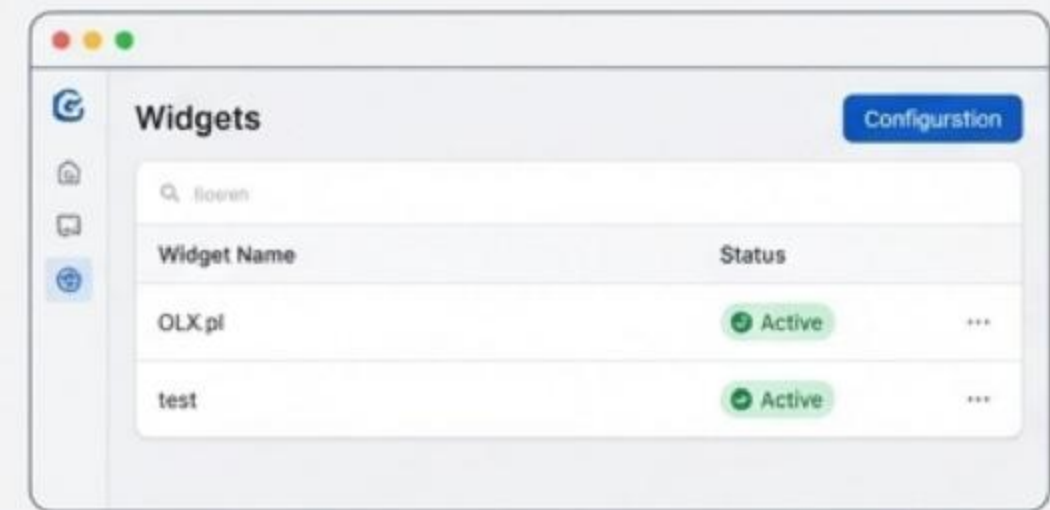 Widgets
Configurstion
Widget Name Status
OLX.pl Active ...
test Active ...